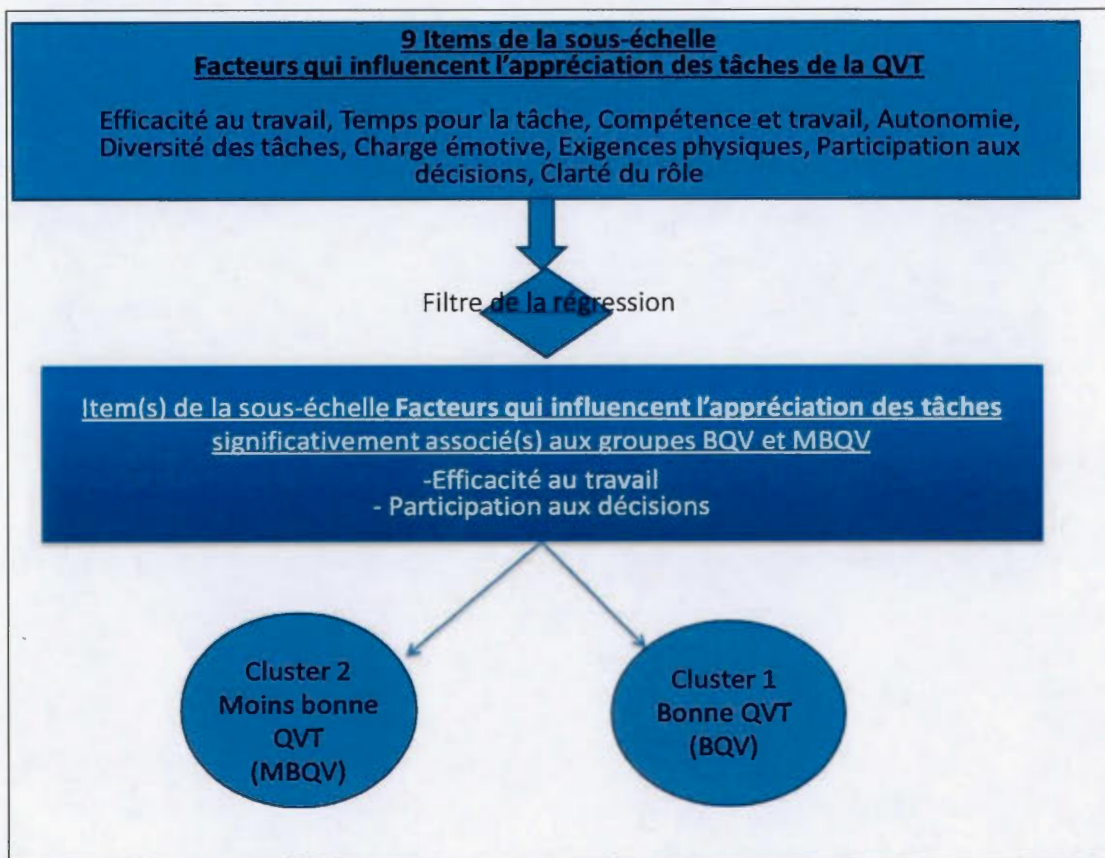 9 Items de la sous-échelle
Facteurs qui influencent l'appréciation des tâches de la QVT
Efficacité au travail, Temps pour la tâche, Compétence et travail, Autonomie,
Diversité des tâches, Charge émotive, Exigences physiques, Participation aux
décisions, Clarté du rôle
Filtre de la régression
Item(s) de la sous-échelle Facteurs qui influencent l'appréciation des tâches
significativement associé(s) aux groupes BQV et MBQV
-Efficacité au travail
- Participation aux décisions
Cluster 2
Moins bonne
QVT
(MBQV)
Cluster 1
Bonne QVT
(BQV)